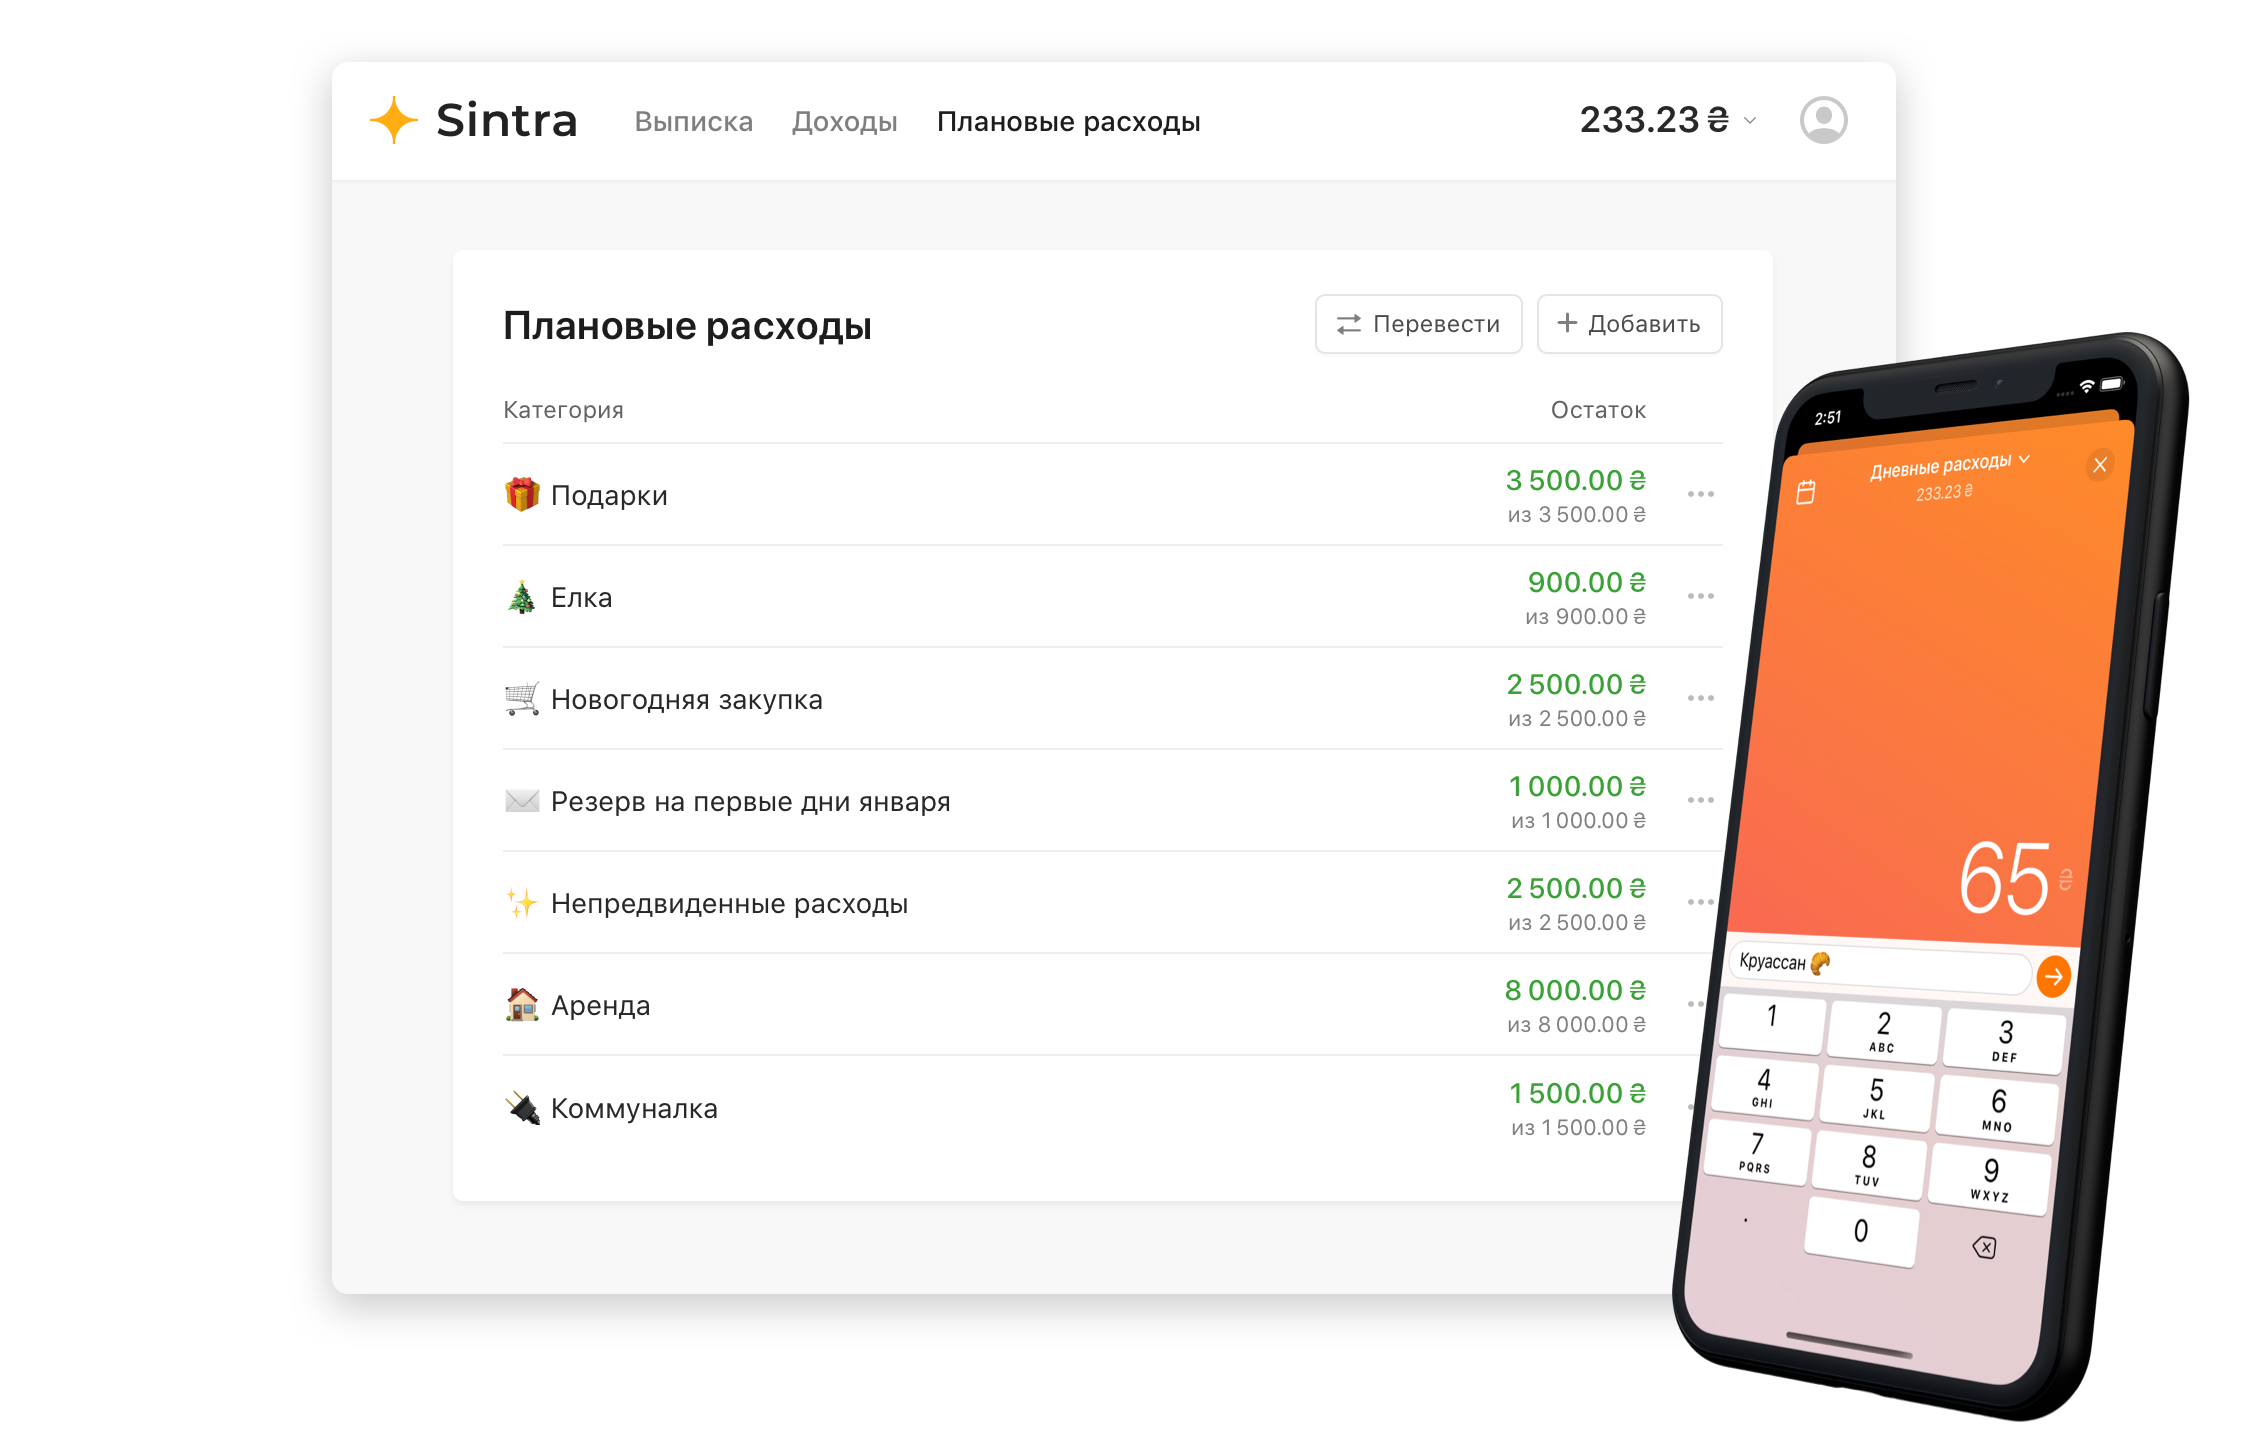 Sintra Выписка Доходы Плановые расходы 233.23 ₴
Плановые расходы Перевести Добавить
Категория Остаток
Подарки 3 500.00 ₴
из 3 500.00 ₴
Елка 900.00 ₴
из 900.00 ₴
Новогодняя закупка 2 500.00 ₴
из 2 500.00 ₴
Резерв на первые дни января 1 000.00 ₴
из 1 000.00 ₴
Непредвиденные расходы 2 500.00 ₴
из 2 500.00 ₴
Аренда 8 000.00 ₴
из 8 000.00 ₴
Коммуналка 1 500.00 ₴
из 1 500.00 ₴
2:51
Дневные расходы
233.23 ₴
65 ₴
Круассан 🥐
1 2 3
ABC DEF
4 5 6
GHI JKL MNO
7 8 9
PQRS TUV WXYZ
. 0